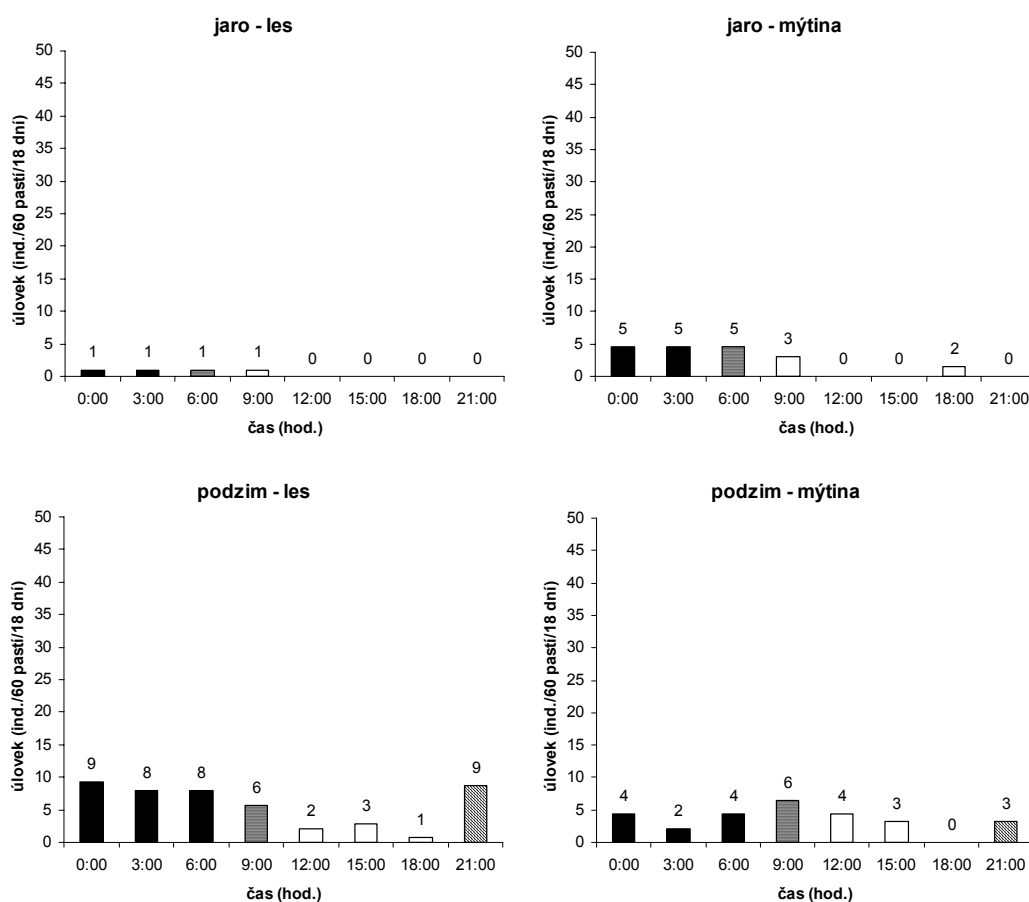 jaro - les
50
45
40
35
30
25
20
15
10
5
0
úlovek (ind./60 pastí/18 dní)
1 1 1 1 0 0 0 0
0:00 3:00 6:00 9:00 12:00 15:00 18:00 21:00
čas (hod.)
jaro - mýtina
50
45
40
35
30
25
20
15
10
5
0
úlovek (ind./60 pastí/18 dní)
5 5 5 3 0 0 2 0
0:00 3:00 6:00 9:00 12:00 15:00 18:00 21:00
čas (hod.)
podzim - les
50
45
40
35
30
25
20
15
10
5
0
úlovek (ind./60 pastí/18 dní)
9 8 8 6 2 3 1 9
0:00 3:00 6:00 9:00 12:00 15:00 18:00 21:00
čas (hod.)
podzim - mýtina
50
45
40
35
30
25
20
15
10
5
0
úlovek (ind./60 pastí/18 dní)
4 2 4 6 4 3 0 3
0:00 3:00 6:00 9:00 12:00 15:00 18:00 21:00
čas (hod.)